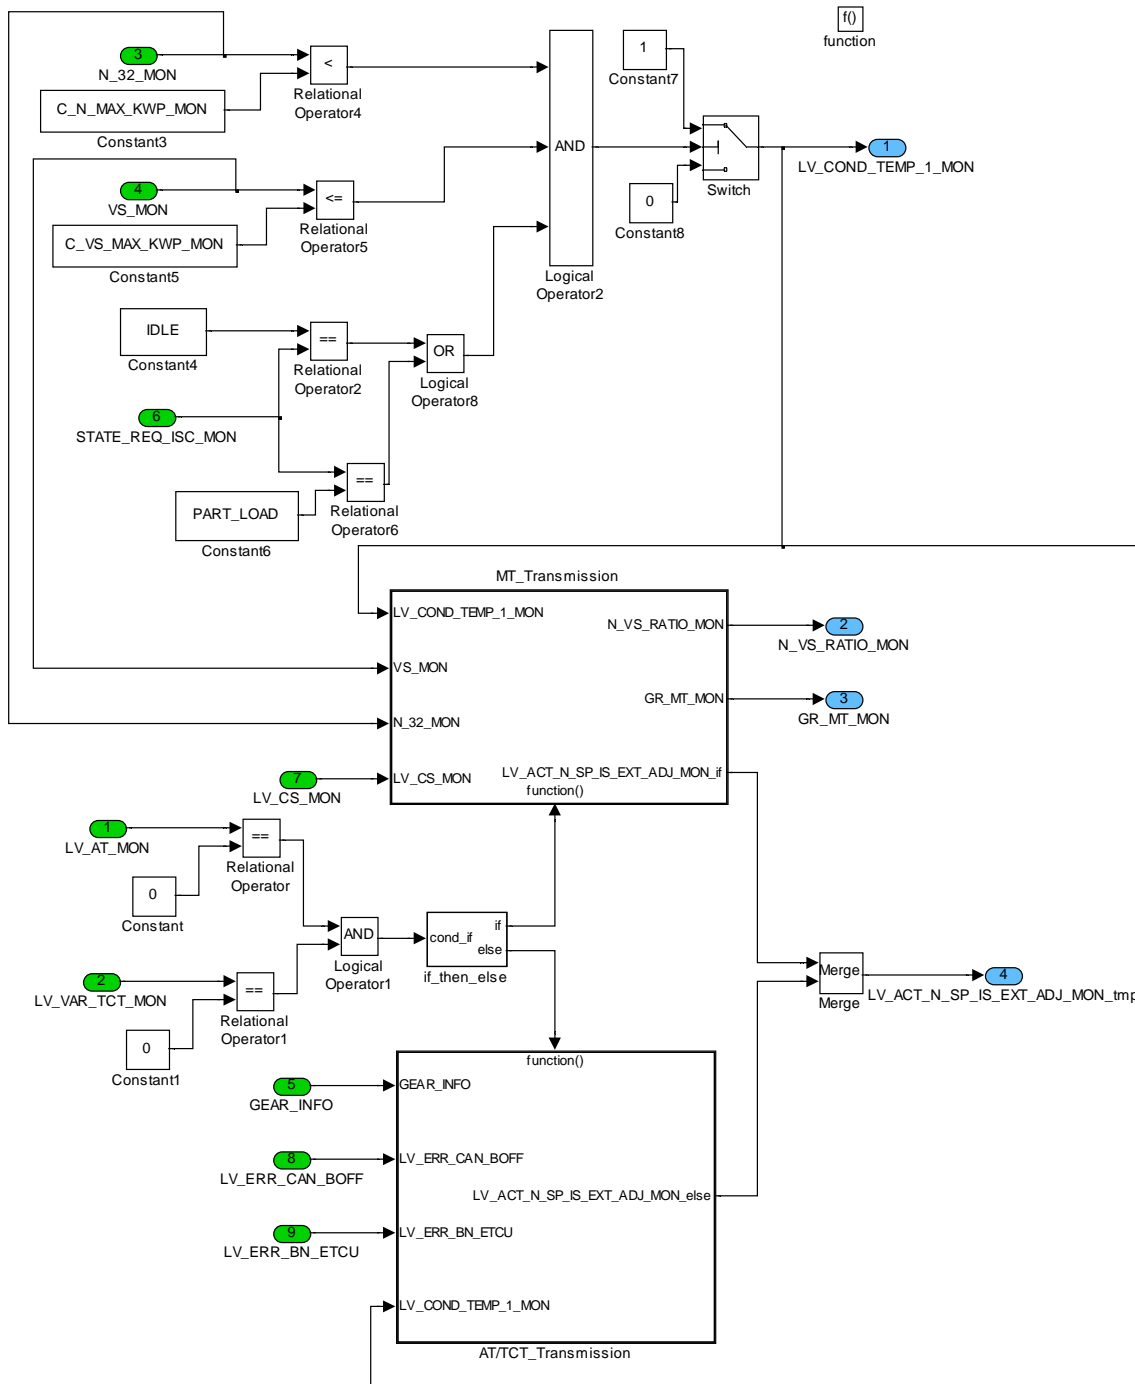 f()
function
3
N_32_MON
<
Relational
Operator4
C_N_MAX_KWP_MON
Constant3
1
Constant7
AND
Logical
Operator2
Switch
1
LV_COND_TEMP_1_MON
4
VS_MON
<=
Relational
Operator5
0
Constant8
C_VS_MAX_KWP_MON
Constant5
IDLE
Constant4
==
Relational
Operator2
OR
Logical
Operator8
6
STATE_REQ_ISC_MON
==
Relational
Operator6
PART_LOAD
Constant6
MT_Transmission
LV_COND_TEMP_1_MON
N_VS_RATIO_MON
2
N_VS_RATIO_MON
VS_MON
GR_MT_MON
3
GR_MT_MON
N_32_MON
7
LV_CS_MON
LV_CS_MON
LV_ACT_N_SP_IS_EXT_ADJ_MON_if
function()
1
LV_AT_MON
==
Relational
Operator
0
Constant
AND
Logical
Operator1
cond_if
if
else
if_then_else
2
LV_VAR_TCT_MON
==
Relational
Operator1
0
Constant1
Merge
Merge
4
LV_ACT_N_SP_IS_EXT_ADJ_MON_tmp
function()
5
GEAR_INFO
GEAR_INFO
8
LV_ERR_CAN_BOFF
LV_ERR_CAN_BOFF
LV_ACT_N_SP_IS_EXT_ADJ_MON_else
9
LV_ERR_BN_ETCU
LV_ERR_BN_ETCU
LV_COND_TEMP_1_MON
AT/TCT_Transmission